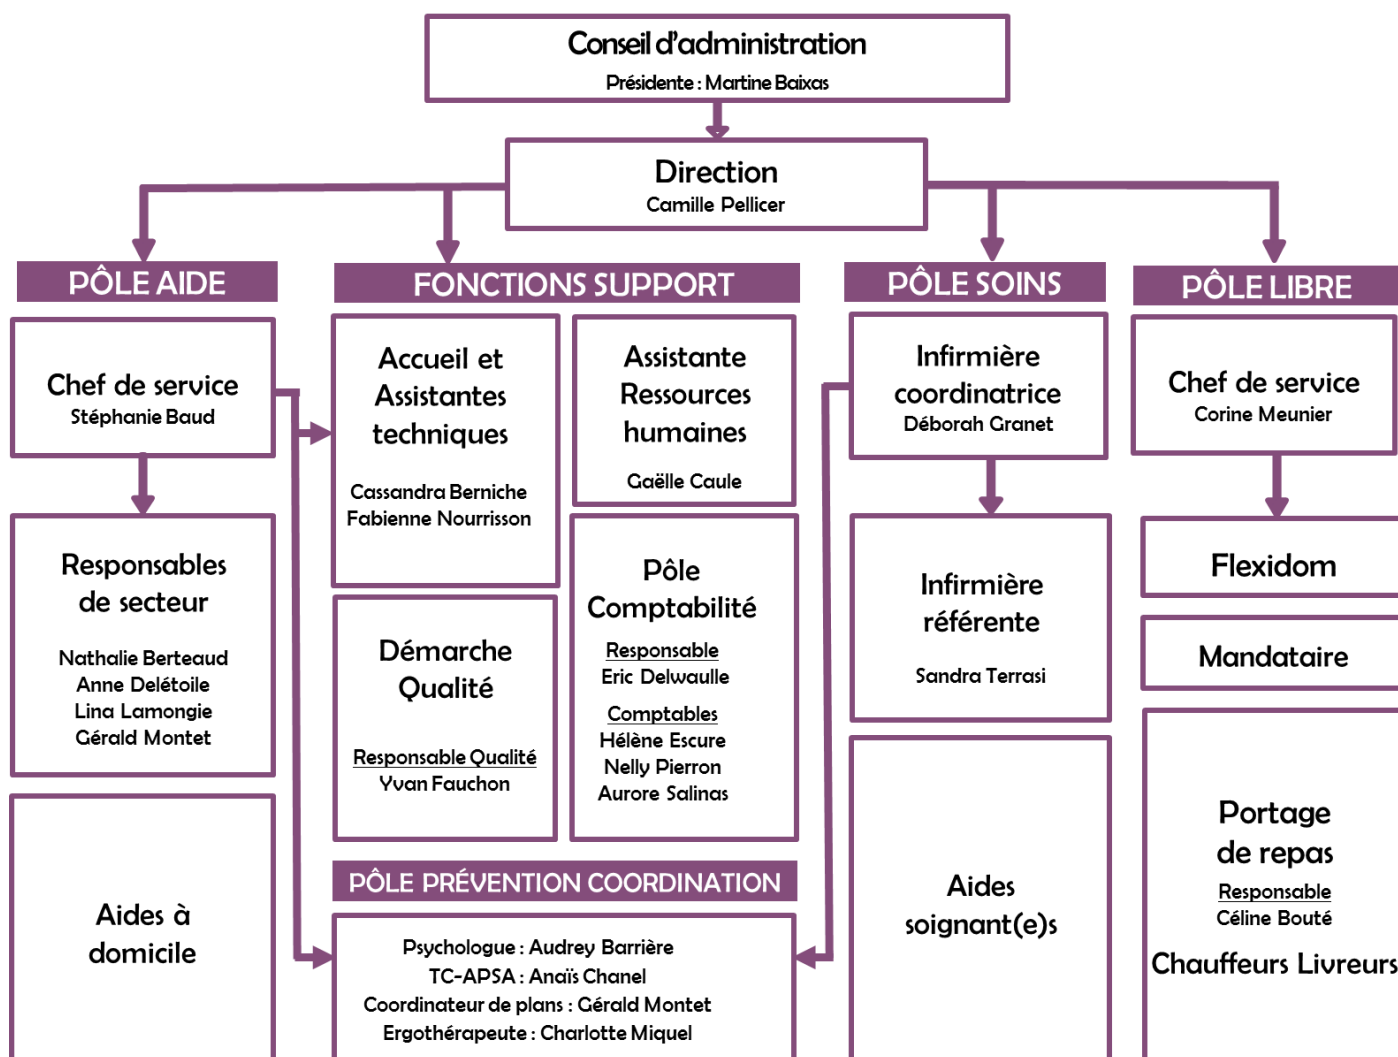 Conseil d'administration
Présidente : Martine Baixas
Direction
Camille Pellicer
PÔLE AIDE
Chef de service
Stéphanie Baud
Responsables
de secteur
Nathalie Berteaud
Anne Delétoile
Lina Lamongie
Gérald Montet
Aides à
domicile
FONCTIONS SUPPORT
Accueil et
Assistantes
techniques
Cassandra Berniche
Fabienne Nourrisson
Assistante
Ressources
humaines
Gaëlle Caule
Démarche
Qualité
Responsable Qualité
Yvan Fauchon
Pôle
Comptabilité
Responsable
Eric Delwaulle
Comptables
Hélène Escure
Nelly Pierron
Aurore Salinas
PÔLE PRÉVENTION COORDINATION
Psychologue : Audrey Barrière
TC-APSA : Anaïs Chanel
Coordinateur de plans : Gérald Montet
Ergothérapeute : Charlotte Miquel
PÔLE SOINS
Infirmière
coordinatrice
Déborah Granet
Infirmière
référente
Sandra Terrasi
Aides
soignant(e)s
PÔLE LIBRE
Chef de service
Corine Meunier
Flexidom
Mandataire
Portage
de repas
Responsable
Céline Bouté
Chauffeurs Livreurs